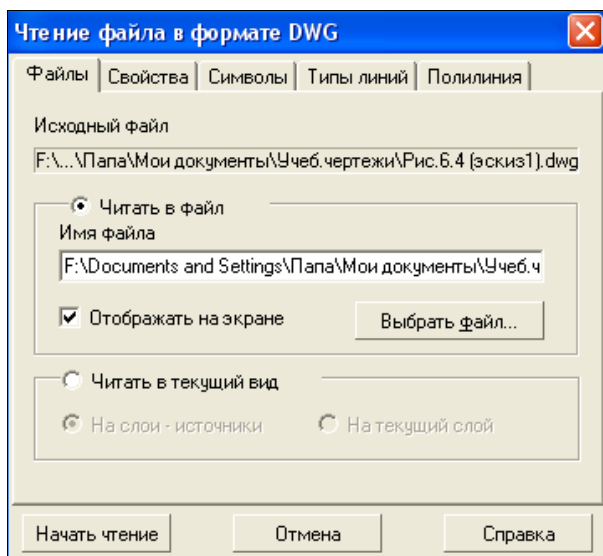 Чтение файла в формате DWG
Файлы Свойства Символы Типы линий Полилиния
Исходный файл
F:\...\Папа\Мои документы\Учеб.чертежи\Рис.6.4 (эскиз1).dwg
Читать в файл
Имя файла
F:\Documents and Settings\Папа\Мои документы\Учеб.ч
Отображать на экране Выбрать файл...
Читать в текущий вид
На слои - источники На текущий слой
Начать чтение Отмена Справка